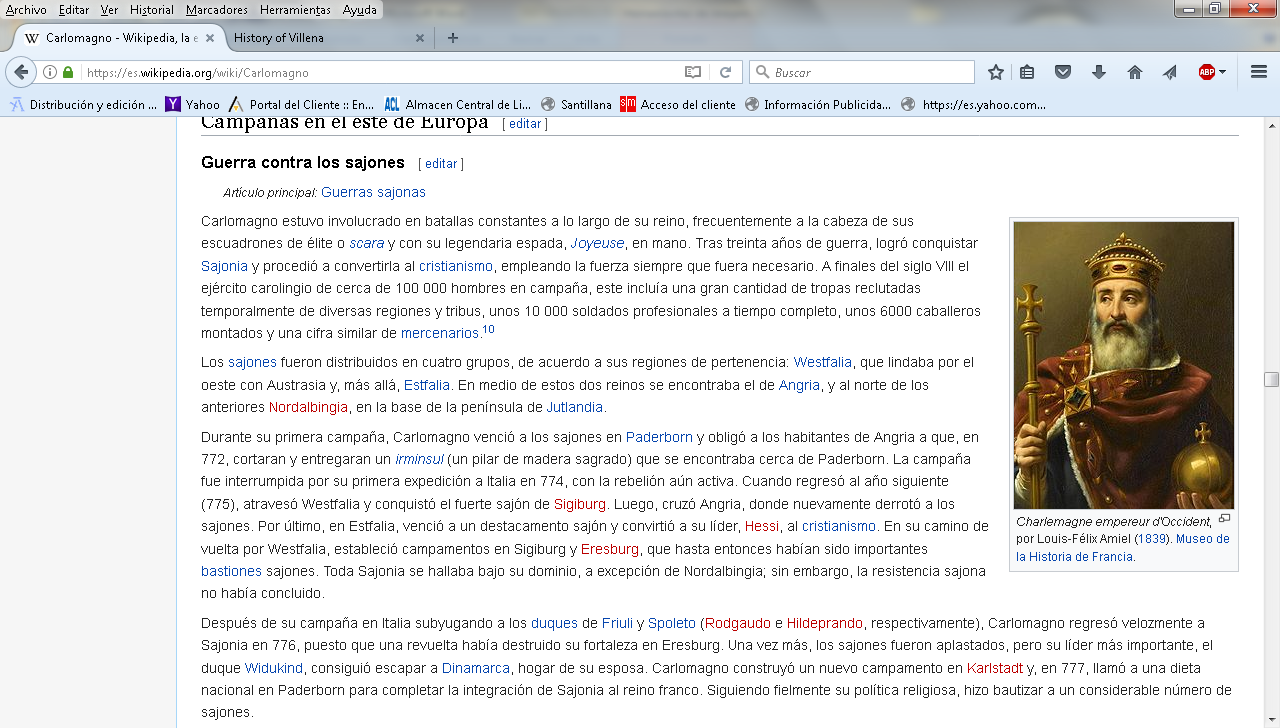 Archivo Editar Ver Historial Marcadores Herramientas Ayuda
Carlomagno - Wikipedia, la e History of Villena
https://es.wikipedia.org/wiki/Carlomagno Buscar ABP
Distribución y edición ... Yahoo Portal del Cliente :: En... ACL Almacen Central de Li... Santillana sm Acceso del cliente Información Publicacio... https://es.yahoo.com...
Campañas en el este de Europa [ editar ]
Guerra contra los sajones [ editar ]
Artículo principal: Guerras sajonas
Carlomagno estuvo involucrado en batallas constantes a lo largo de su reino, frecuentemente a la cabeza de sus
escuadrones de élite o scara y con su legendaria espada, Joyeuse, en mano. Tras treinta años de guerra, logró conquistar
Sajonia y procedió a convertirla al cristianismo, empleando la fuerza siempre que fuera necesario. A finales del siglo VIII el
ejército carolingio de cerca de 100 000 hombres en campaña, este incluía una gran cantidad de tropas reclutadas
temporalmente de diversas regiones y tribus, unos 10 000 soldados profesionales a tiempo completo, unos 6000 caballeros
montados y una cifra similar de mercenarios.10
Los sajones fueron distribuidos en cuatro grupos, de acuerdo a sus regiones de pertenencia: Westfalia, que lindaba por el
oeste con Austrasia y, más allá, Estfalia. En medio de estos dos reinos se encontraba el de Angria, y al norte de los
anteriores Nordalbingia, en la base de la península de Jutlandia.
Durante su primera campaña, Carlomagno venció a los sajones en Paderborn y obligó a los habitantes de Angria a que, en
772, cortaran y entregaran un irminsul (un pilar de madera sagrado) que se encontraba cerca de Paderborn. La campaña
fue interrumpida por su primera expedición a Italia en 774, con la rebelión aún activa. Cuando regresó al año siguiente
(775), atravesó Westfalia y conquistó el fuerte sajón de Sigiburg. Luego, cruzó Angria, donde nuevamente derrotó a los
sajones. Por último, en Estfalia, venció a un destacamento sajón y convirtió a su líder, Hessi, al cristianismo. En su camino de
vuelta por Westfalia, estableció campamentos en Sigiburg y Eresburg, que hasta entonces habían sido importantes
bastiones sajones. Toda Sajonia se hallaba bajo su dominio, a excepción de Nordalbingia; sin embargo, la resistencia sajona
no había concluido.
Charlemagne empereur d'Occident,
por Louis-Félix Amiel (1839). Museo de
la Historia de Francia.
Después de su campaña en Italia subyugando a los duques de Friuli y Spoleto (Rodgaudo e Hildeprando, respectivamente), Carlomagno regresó velozmente a
Sajonia en 776, puesto que una revuelta había destruido su fortaleza en Eresburg. Una vez más, los sajones fueron aplastados, pero su líder más importante, el
duque Widukind, consiguió escapar a Dinamarca, hogar de su esposa. Carlomagno construyó un nuevo campamento en Karlstadt y, en 777, llamó a una dieta
nacional en Paderborn para completar la integración de Sajonia al reino franco. Siguiendo fielmente su política religiosa, hizo bautizar a un considerable número de
sajones.